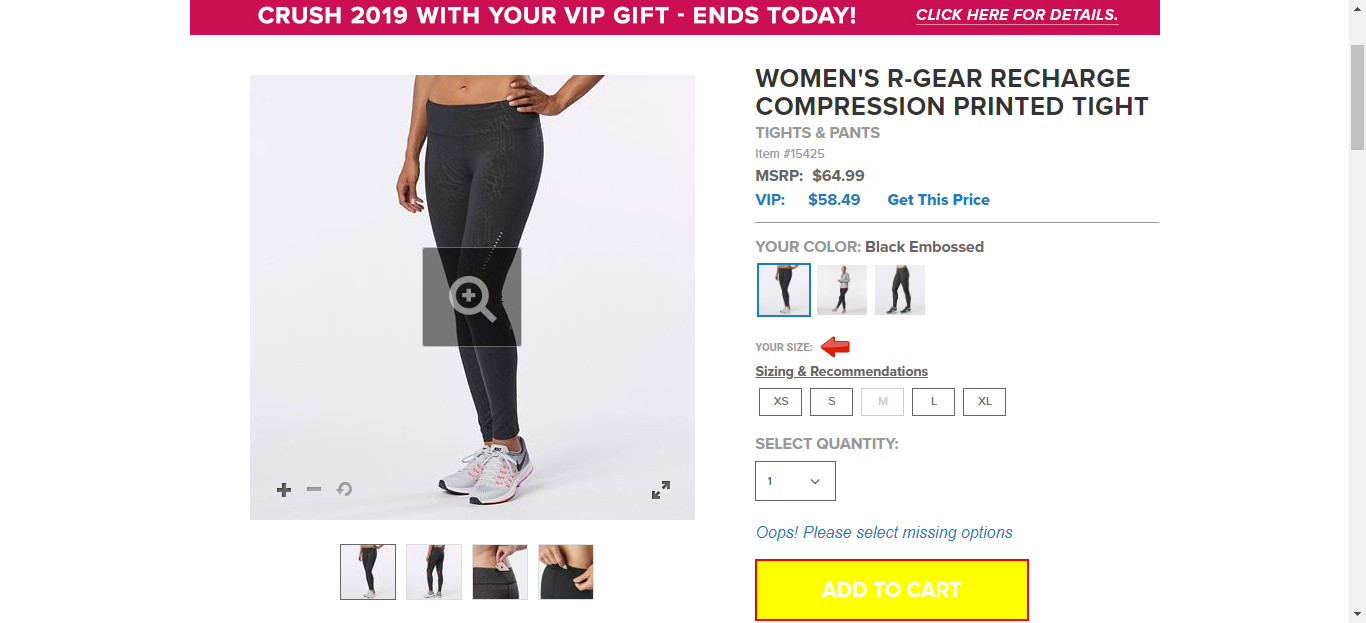 CRUSH 2019 WITH YOUR VIP GIFT - ENDS TODAY! CLICK HERE FOR DETAILS.
WOMEN'S R-GEAR RECHARGE
COMPRESSION PRINTED TIGHT
TIGHTS & PANTS
Item #15425
MSRP: $64.99
VIP: $58.49 Get This Price
YOUR COLOR: Black Embossed
YOUR SIZE:
Sizing & Recommendations
XS S M L XL
SELECT QUANTITY:
1
Oops! Please select missing options
ADD TO CART